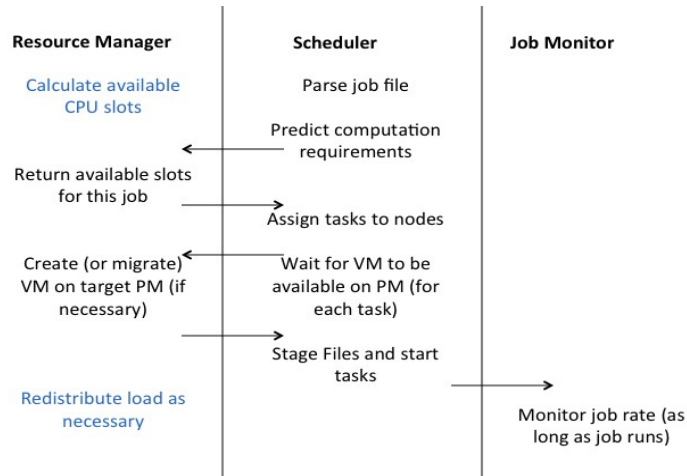 Resource Manager
Scheduler
Job Monitor
Calculate available
CPU slots
Parse job file
Predict computation
requirements
Return available slots
for this job
Assign tasks to nodes
Create (or migrate)
VM on target PM (if
necessary)
Wait for VM to be
available on PM (for
each task)
Stage Files and start
tasks
Redistribute load as
necessary
Monitor job rate (as
long as job runs)